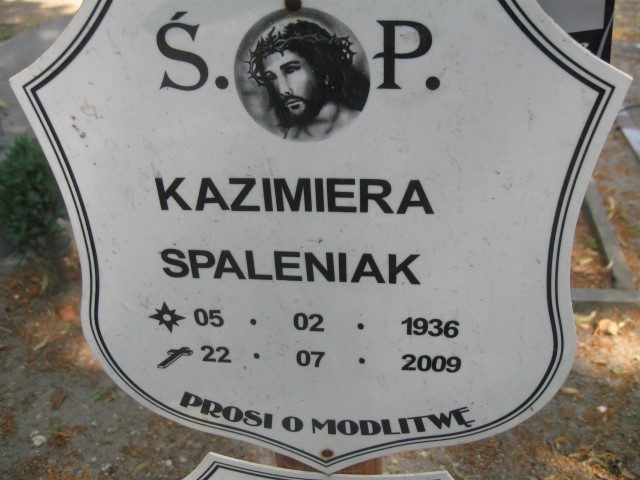 Ś. P.
KAZIMIERA
SPALENIAK
05 · 02 · 1936
22 · 07 · 2009
PROSI O MODLITWĘ